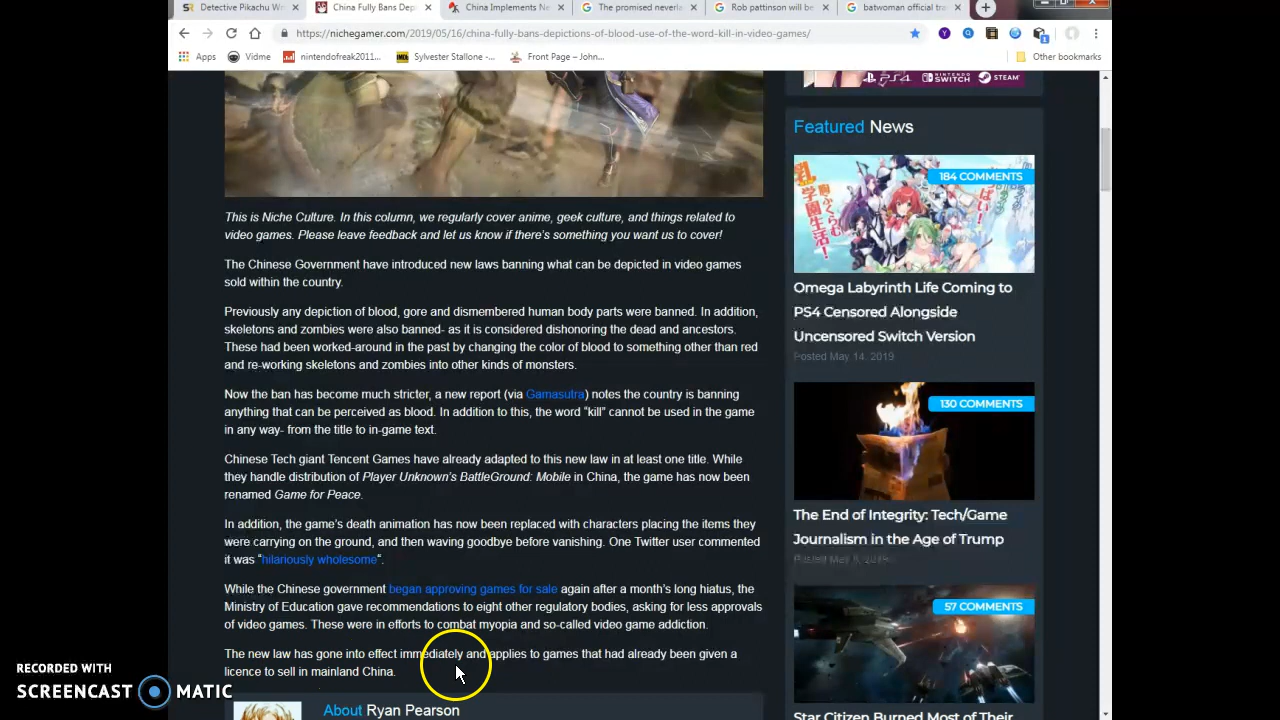 Detective Pikachu W
China Fully Bans Dep
China Implements Ne
The promised neverla
Rob pattinson will be
batwoman official tra
https://nichegamer.com/2019/05/16/china-fully-bans-depictions-of-blood-use-of-the-word-kill-in-video-games/
Apps
Vidme
nintendofreak2011...
Sylvester Stallone -...
Front Page – John...
Other bookmarks
PS4 NINTENDO SWITCH STEAM
This is Niche Culture. In this column, we regularly cover anime, geek culture, and things related to
video games. Please leave feedback and let us know if there's something you want us to cover!
The Chinese Government have introduced new laws banning what can be depicted in video games
sold within the country.
Previously any depiction of blood, gore and dismembered human body parts were banned. In addition,
skeletons and zombies were also banned- as it is considered dishonoring the dead and ancestors.
These had been worked-around in the past by changing the color of blood to something other than red
and re-working skeletons and zombies into other kinds of monsters.
Now the ban has become much stricter, a new report (via Gamasutra) notes the country is banning
anything that can be perceived as blood. In addition to this, the word “kill” cannot be used in the game
in any way- from the title to in-game text.
Chinese Tech giant Tencent Games have already adapted to this new law in at least one title. While
they handle distribution of Player Unknown's BattleGround: Mobile in China, the game has now been
renamed Game for Peace.
In addition, the game's death animation has now been replaced with characters placing the items they
were carrying on the ground, and then waving goodbye before vanishing. One Twitter user commented
it was “hilariously wholesome“.
While the Chinese government began approving games for sale again after a month's long hiatus, the
Ministry of Education gave recommendations to eight other regulatory bodies, asking for less approvals
of video games. These were in efforts to combat myopia and so-called video game addiction.
The new law has gone into effect immediately and applies to games that had already been given a
licence to sell in mainland China.
About Ryan Pearson
Featured News
184 COMMENTS
学園生活!
Omega Labyrinth Life Coming to
PS4 Censored Alongside
Uncensored Switch Version
Posted May 14, 2019
130 COMMENTS
The End of Integrity: Tech/Game
Journalism in the Age of Trump
57 COMMENTS
Star Citizen Burned Most of Their
RECORDED WITH
SCREENCAST MATIC